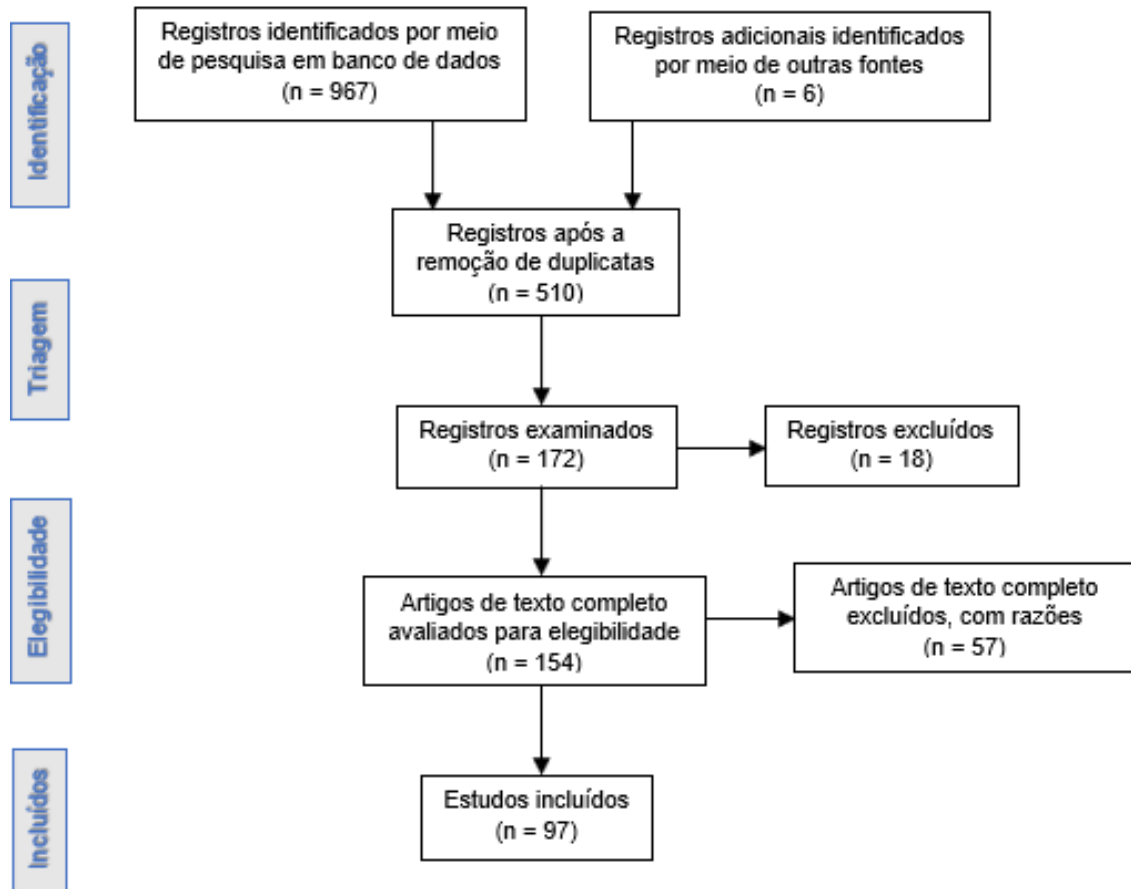 Identificação
Registros identificados por meio
de pesquisa em banco de dados
(n = 967)
Registros adicionais identificados
por meio de outras fontes
(n = 6)
Registros após a
remoção de duplicatas
(n = 510)
Triagem
Registros examinados
(n = 172)
Registros excluídos
(n = 18)
Elegibilidade
Artigos de texto completo
avaliados para elegibilidade
(n = 154)
Artigos de texto completo
excluídos, com razões
(n = 57)
Incluídos
Estudos incluídos
(n = 97)